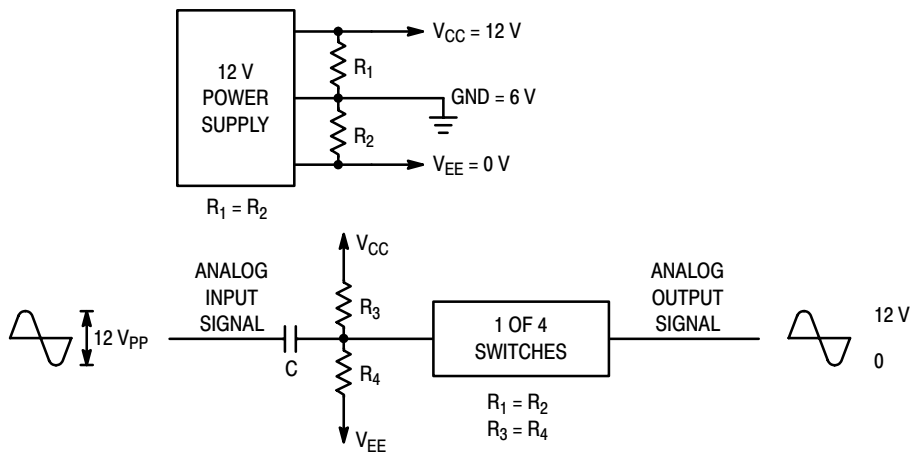 12 V
POWER
SUPPLY
V_CC = 12 V
R_1
GND = 6 V
R_2
V_EE = 0 V
R_1 = R_2
V_CC
ANALOG
INPUT
SIGNAL
ANALOG
OUTPUT
SIGNAL
R_3
12 V_PP
1 OF 4
SWITCHES
12 V
0
C
R_4
R_1 = R_2
R_3 = R_4
V_EE